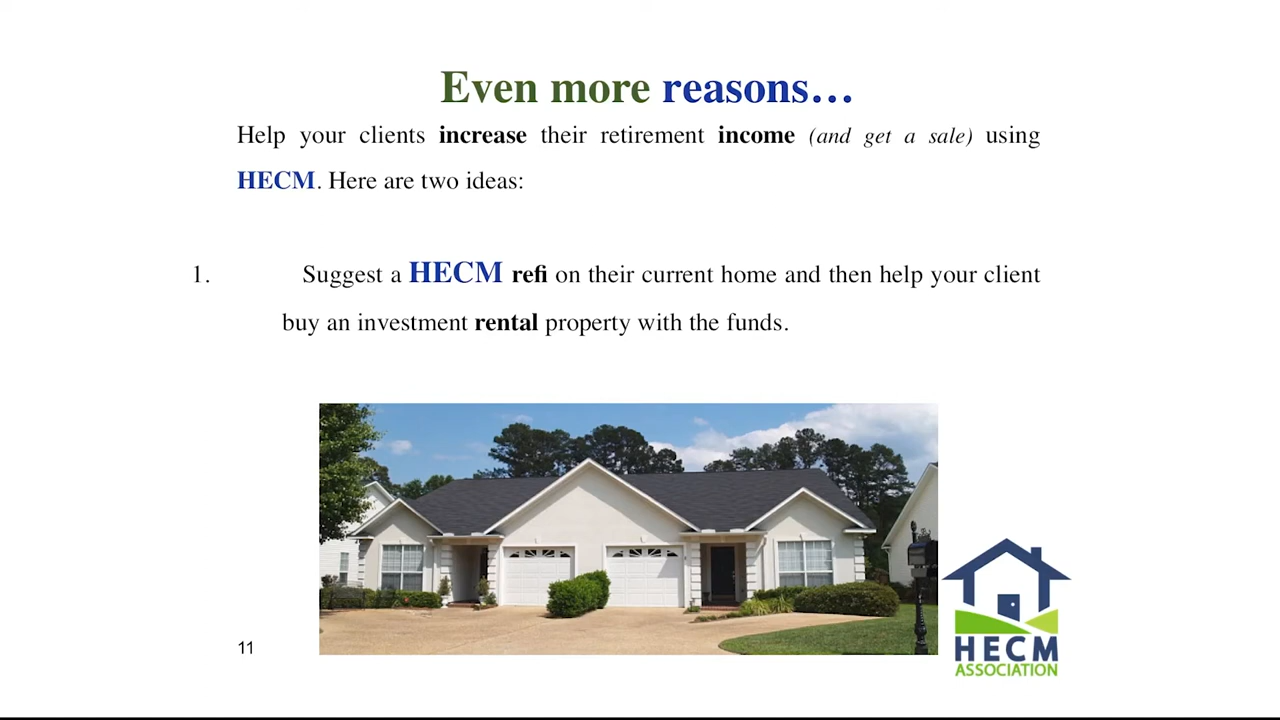 Even more reasons…
Help your clients increase their retirement income (and get a sale) using
HECM. Here are two ideas:
1. Suggest a HECM refi on their current home and then help your client
buy an investment rental property with the funds.
11
HECM
ASSOCIATION